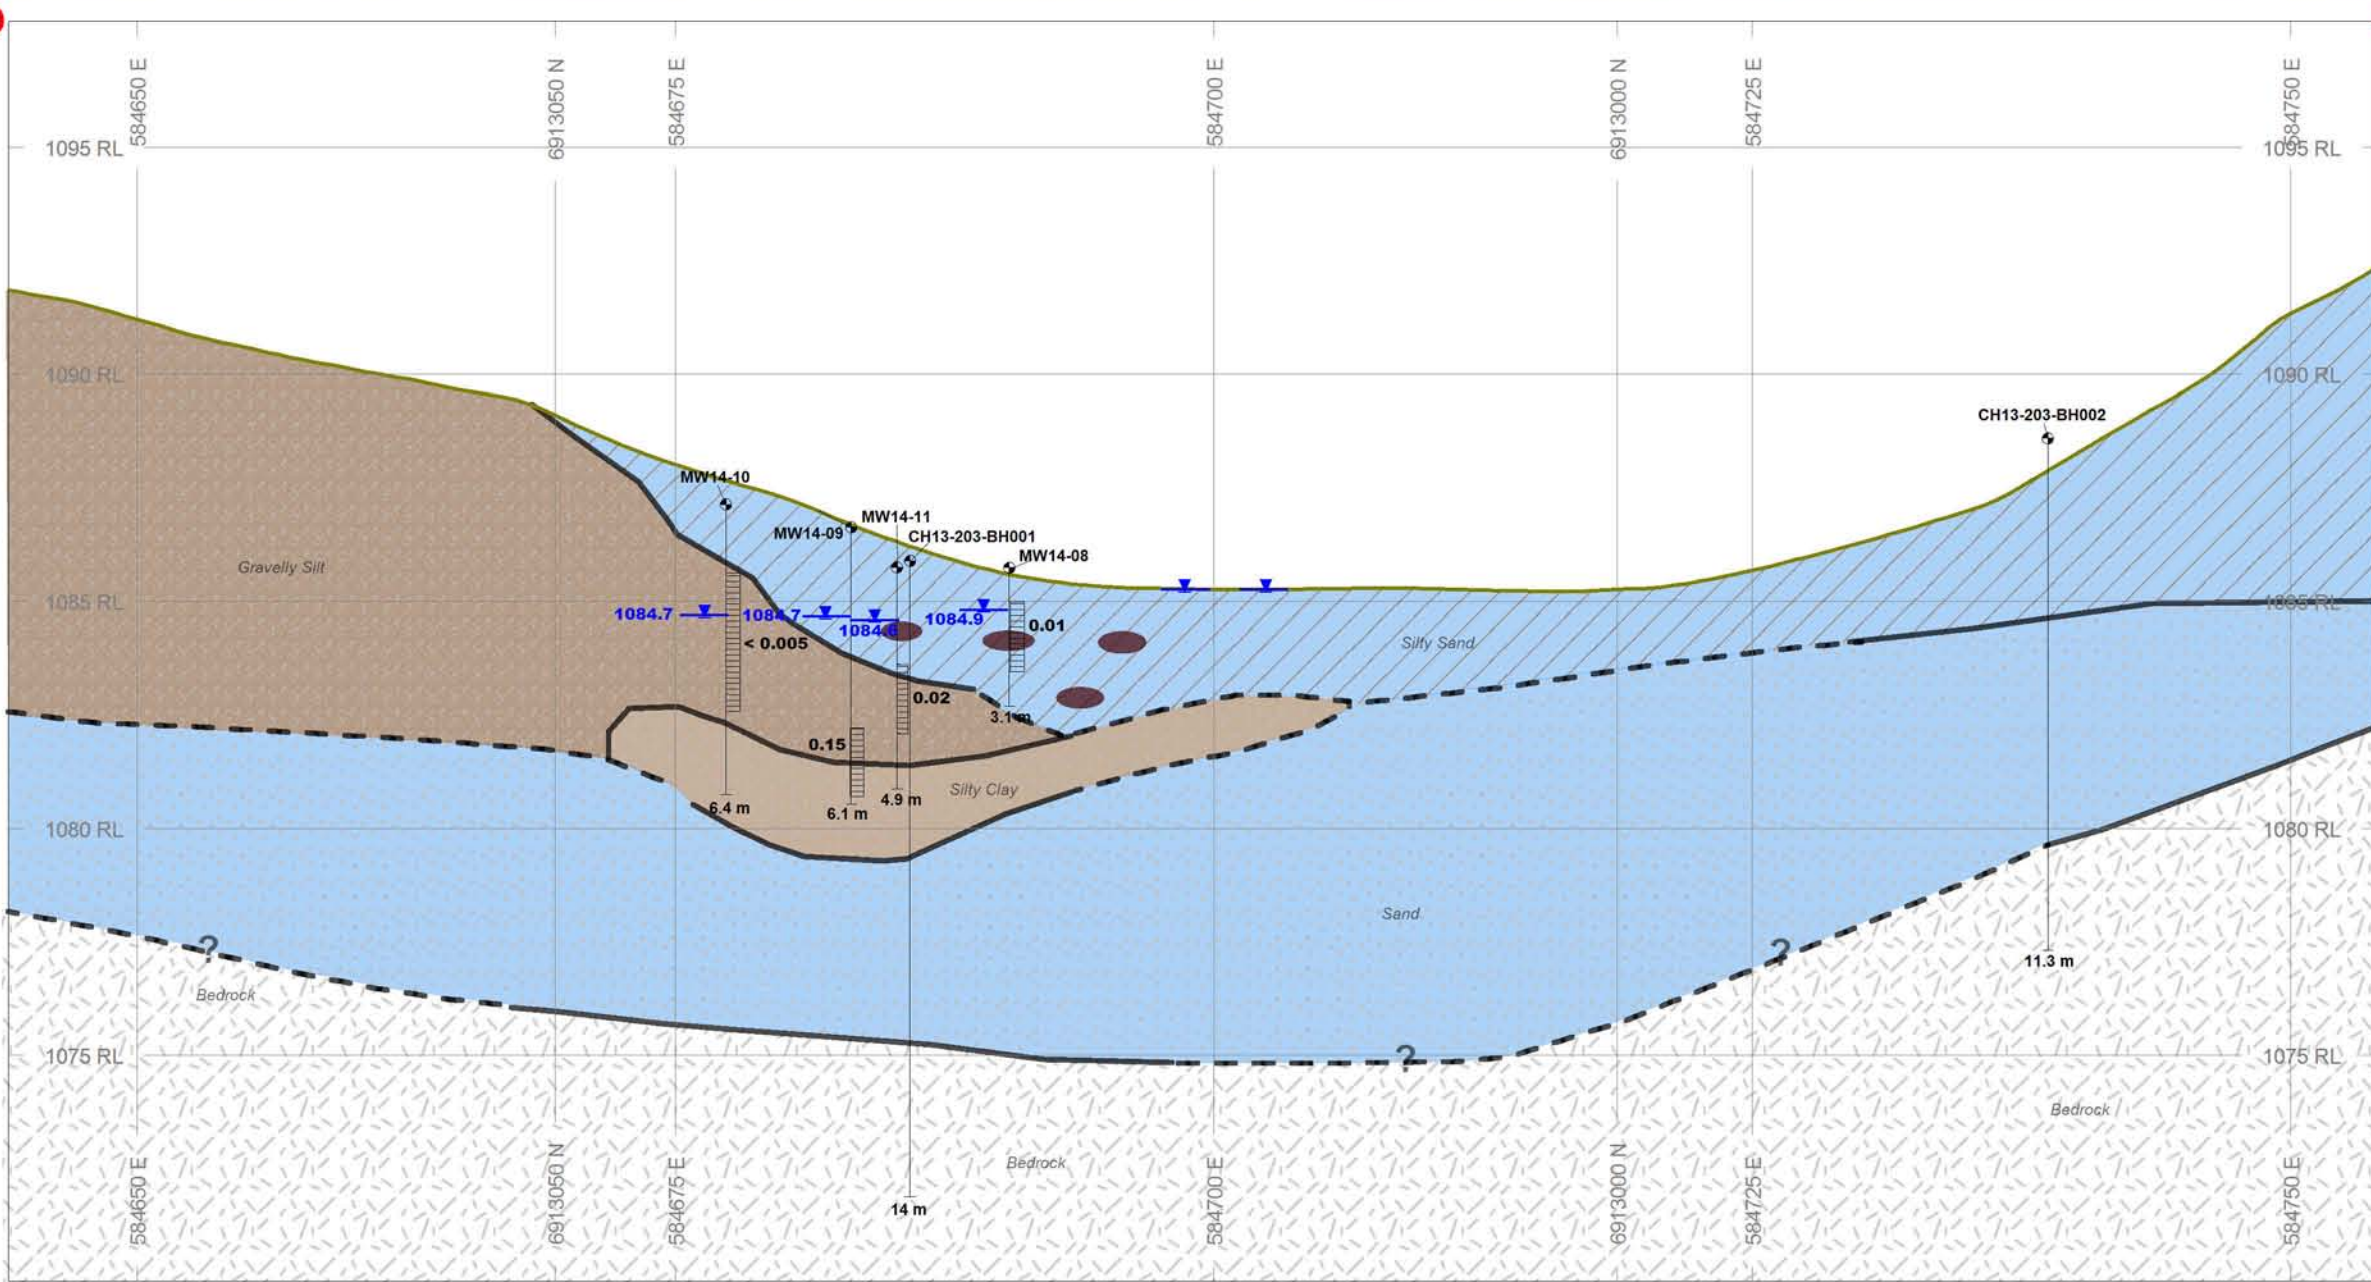 584650 E
6913050 N
584675 E
584700 E
6913000 N
584725 E
584750 E
1095 RL
1095 RL
1090 RL
1090 RL
CH13-203-BH002
MW14-10
MW14-11
MW14-09
CH13-203-BH001
MW14-08
Gravelly Silt
1085 RL
1085 RL
1084.7
1084.7
1084.6
1084.9
0.01
< 0.005
Silty Sand
0.02
3.1 m
0.15
Silty Clay
6.4 m
6.1 m
4.9 m
1080 RL
1080 RL
Sand
?
?
11.3 m
Bedrock
1075 RL
?
1075 RL
Bedrock
Bedrock
14 m
584650 E
6913050 N
584675 E
584700 E
6913000 N
584725 E
584750 E